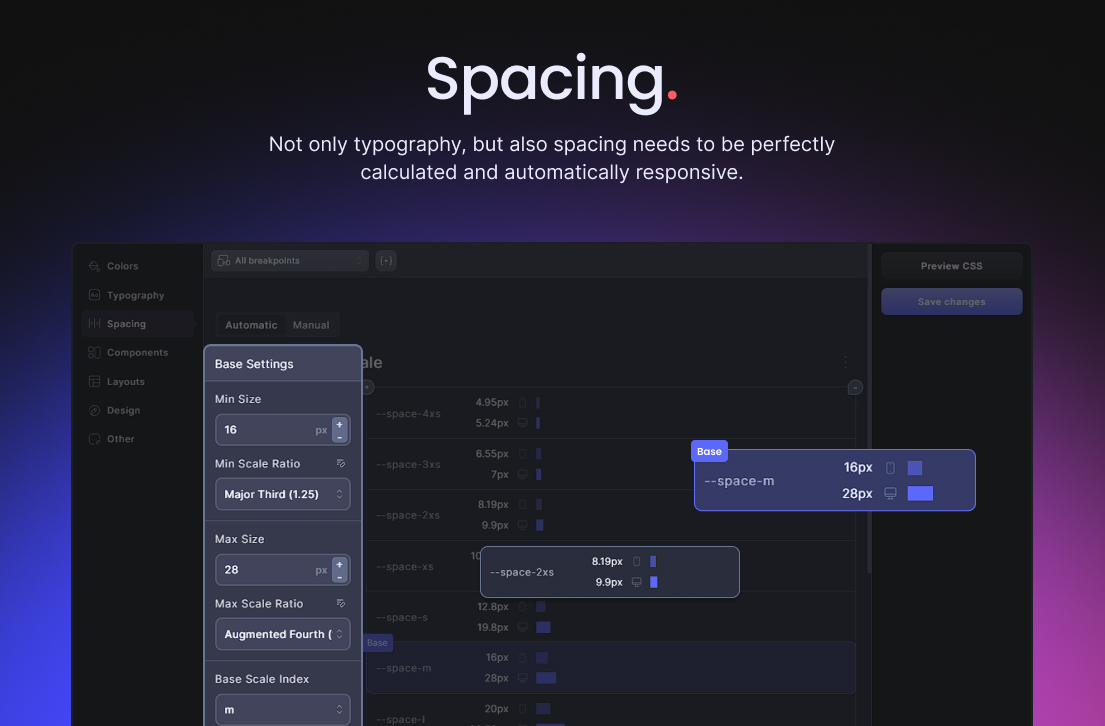 Spacing.
Not only typography, but also spacing needs to be perfectly
calculated and automatically responsive.
Colors
Typography
Spacing
Components
Layouts
Design
Other
All breakpoints
Preview CSS
Save changes
Automatic
Manual
Base Settings
Min Size
16
px
+
-
Min Scale Ratio
Major Third (1.25)
Max Size
28
px
+
-
Max Scale Ratio
Augmented Fourth (
Base Scale Index
m
ale
--space-4xs
4.95px
5.24px
--space-3xs
6.55px
7px
--space-2xs
8.19px
9.9px
--space-xs
10
--space-2xs
8.19px
9.9px
--space-s
12.8px
19.8px
Base
--space-m
16px
28px
--space-l
20px
Base
--space-m
16px
28px